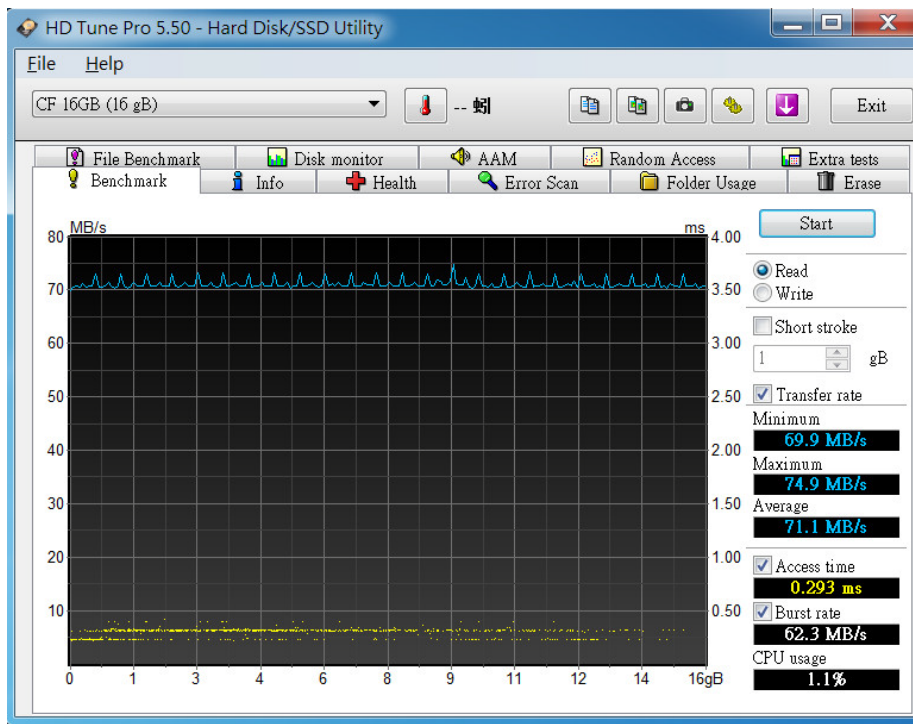 HD Tune Pro 5.50 - Hard Disk/SSD Utility
File Help
CF 16GB (16 gB)
-- 蚓
Exit
File Benchmark Disk monitor AAM Random Access Extra tests
Benchmark Info Health Error Scan Folder Usage Erase
MB/s ms
80 4.00
70 3.50
60 3.00
50 2.50
40 2.00
30 1.50
20 1.00
10 0.50
0 1 3 4 6 8 9 11 12 14 16gB
Start
Read
Write
Short stroke
1 gB
Transfer rate
Minimum
69.9 MB/s
Maximum
74.9 MB/s
Average
71.1 MB/s
Access time
0.293 ms
Burst rate
62.3 MB/s
CPU usage
1.1%